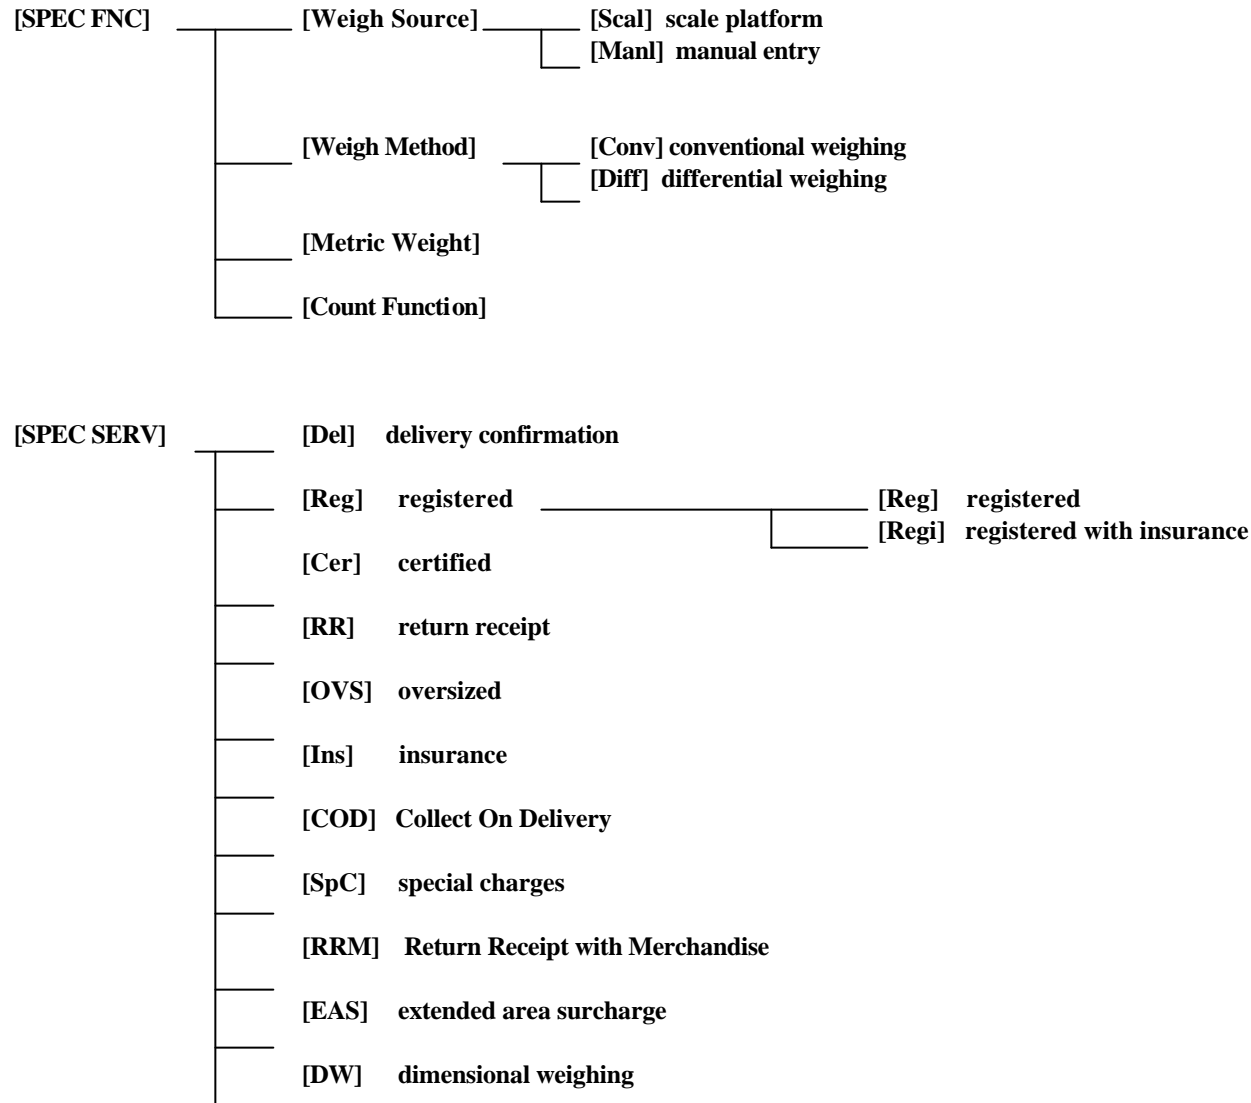 [SPEC FNC] [Weigh Source] [Scal] scale platform
[Manl] manual entry
[Weigh Method] [Conv] conventional weighing
[Diff] differential weighing
[Metric Weight]
[Count Function]
[SPEC SERV] [Del] delivery confirmation
[Reg] registered [Reg] registered
[Regi] registered with insurance
[Cer] certified
[RR] return receipt
[OVS] oversized
[Ins] insurance
[COD] Collect On Delivery
[SpC] special charges
[RRM] Return Receipt with Merchandise
[EAS] extended area surcharge
[DW] dimensional weighing